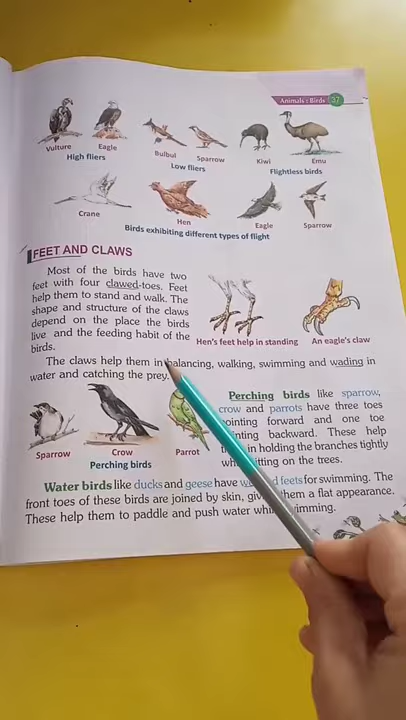 Animals : Birds 37
Vulture Eagle Bulbul Sparrow Kiwi Emu
High fliers Low fliers Flightless birds
Crane Hen Eagle Sparrow
Birds exhibiting different types of flight
FEET AND CLAWS
Most of the birds have two
feet with four clawed-toes. Feet
help them to stand and walk. The
shape and structure of the claws
depend on the place the birds
live and the feeding habit of the
birds.
Hen's feet help in standing An eagle's claw
The claws help them in balancing, walking, swimming and wading in
water and catching the prey.
Sparrow Crow Parrot
Perching birds
Perching birds like sparrow,
crow and parrots have three toes
pointing forward and one toe
backward. These help
in holding the branches tightly
sitting on the trees.
Water birds like ducks and geese have feets for swimming. The
front toes of these birds are joined by skin, them a flat appearance.
These help them to paddle and push water